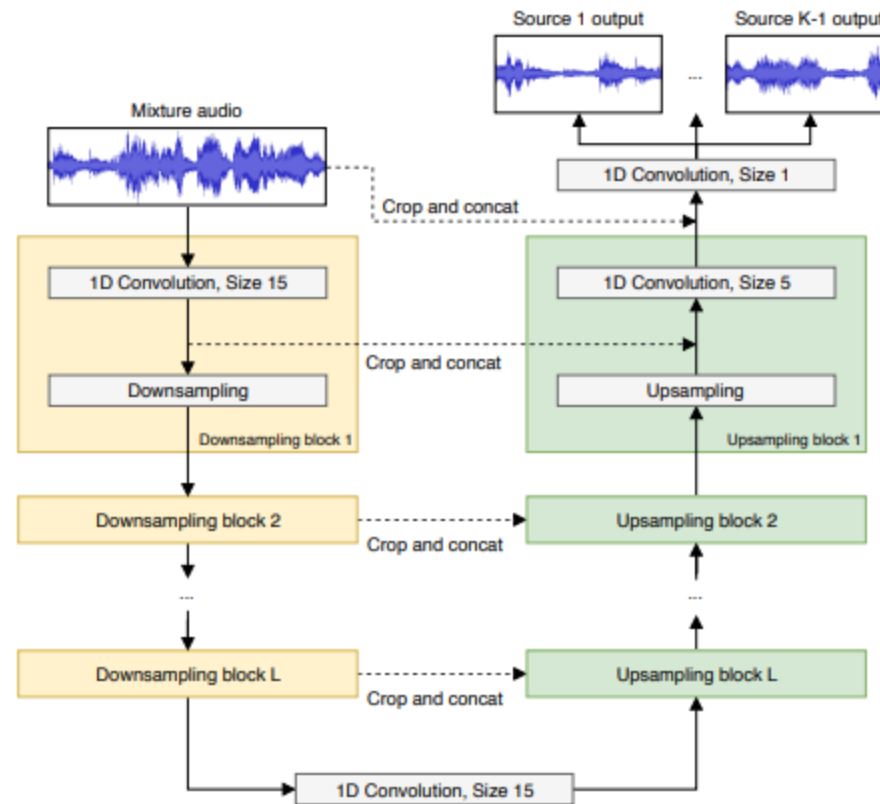 Source 1 output
Source K-1 output
...
Mixture audio
1D Convolution, Size 1
Crop and concat
1D Convolution, Size 15
1D Convolution, Size 5
Crop and concat
Downsampling
Upsampling
Downsampling block 1
Upsampling block 1
Downsampling block 2
Upsampling block 2
Crop and concat
...
...
Downsampling block L
Upsampling block L
Crop and concat
1D Convolution, Size 15